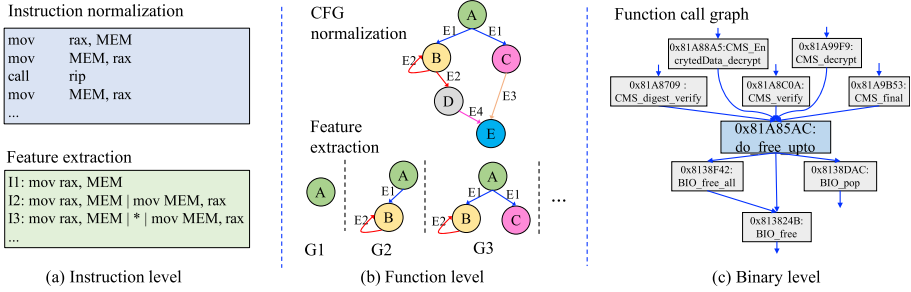 Instruction normalization
mov rax, MEM
mov MEM, rax
call rip
mov MEM, rax
...
Feature extraction
I1: mov rax, MEM
I2: mov rax, MEM | mov MEM, rax
I3: mov rax, MEM | * | mov MEM, rax
...
(a) Instruction level
CFG
normalization
A
E1
E1
B
C
E2
E2
D
E3
E4
E
Feature
extraction
A
G1
A
E1
E2
B
G2
A
E1
E1
E2
B
C
G3
...
(b) Function level
Function call graph
0x81A88A5:CMS_En
crytedData_decrypt
0x81A99F9:
CMS_decrypt
0x81A8709 :
CMS_digest_verify
0x81A8C0A:
CMS_verify
0x81A9B53:
CMS_final
0x81A85AC:
do_free_upto
0x8138F42:
BIO_free_all
0x8138DAC:
BIO_pop
0x813824B:
BIO_free
(c) Binary level